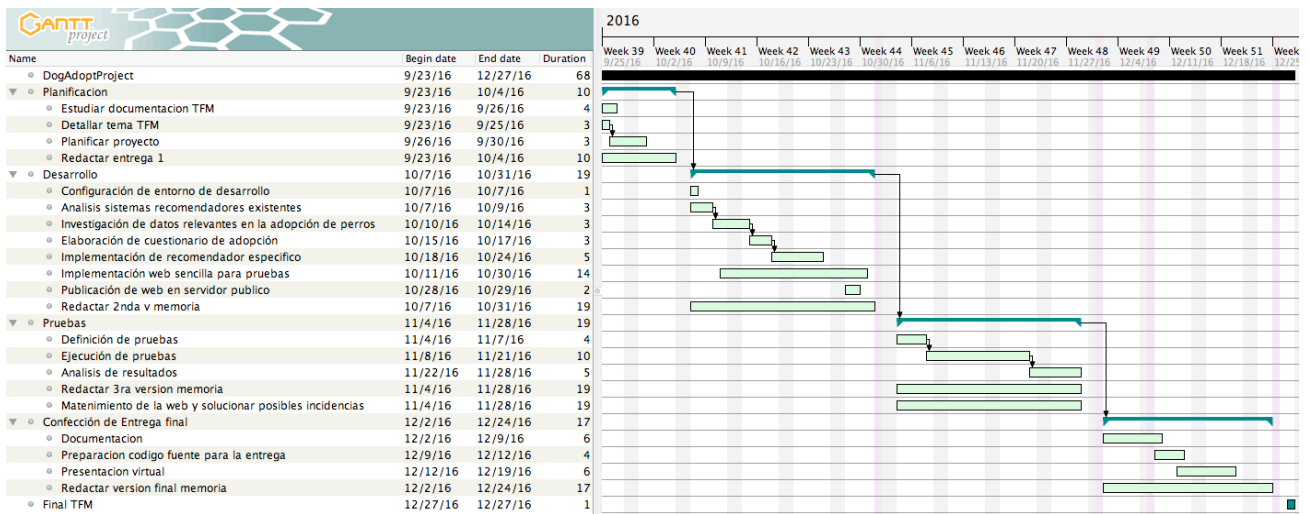 GANTT
project
2016
Week 39 Week 40 Week 41 Week 42 Week 43 Week 44 Week 45 Week 46 Week 47 Week 48 Week 49 Week 50 Week 51 Week
9/25/16 10/2/16 10/9/16 10/16/16 10/23/16 10/30/16 11/6/16 11/13/16 11/20/16 11/27/16 12/4/16 12/11/16 12/18/16 12/25
Name Begin date End date Duration
DogAdoptProject 9/23/16 12/27/16 68
Planificacion 9/23/16 10/4/16 10
Estudiar documentacion TFM 9/23/16 9/26/16 4
Detallar tema TFM 9/23/16 9/25/16 3
Planificar proyecto 9/26/16 9/30/16 3
Redactar entrega 1 9/23/16 10/4/16 10
Desarrollo 10/7/16 10/31/16 19
Configuración de entorno de desarrollo 10/7/16 10/7/16 1
Analisis sistemas recomendadores existentes 10/7/16 10/9/16 3
Investigación de datos relevantes en la adopción de perros 10/10/16 10/14/16 3
Elaboración de cuestionario de adopción 10/15/16 10/17/16 3
Implementación de recomendador especifico 10/18/16 10/24/16 5
Implementación web sencilla para pruebas 10/11/16 10/30/16 14
Publicación de web en servidor publico 10/28/16 10/29/16 2
Redactar 2nda v memoria 10/7/16 10/31/16 19
Pruebas 11/4/16 11/28/16 19
Definición de pruebas 11/4/16 11/7/16 4
Ejecución de pruebas 11/8/16 11/21/16 10
Analisis de resultados 11/22/16 11/28/16 5
Redactar 3ra version memoria 11/4/16 11/28/16 19
Matenimiento de la web y solucionar posibles incidencias 11/4/16 11/28/16 19
Confección de Entrega final 12/2/16 12/24/16 17
Documentacion 12/2/16 12/9/16 6
Preparacion codigo fuente para la entrega 12/9/16 12/12/16 4
Presentacion virtual 12/12/16 12/19/16 6
Redactar version final memoria 12/2/16 12/24/16 17
Final TFM 12/27/16 12/27/16 1